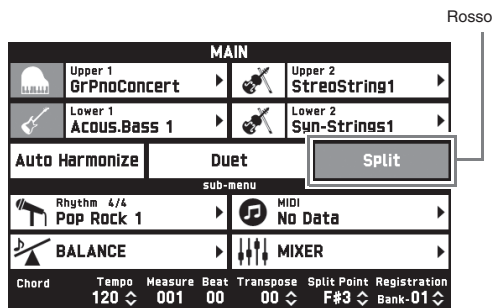 Rosso
MAIN
Upper 1
GrPnoConcert
Upper 2
StreoString1
Lower 1
Acous.Bass 1
Lower 2
Syn-Strings1
Auto Harmonize
Duet
Split
sub-menu
Rhythm 4/4
Pop Rock 1
MIDI
No Data
BALANCE
MIXER
Chord Tempo Measure Beat Transpose Split Point Registration
120 001 00 00 F#3 Bank-01